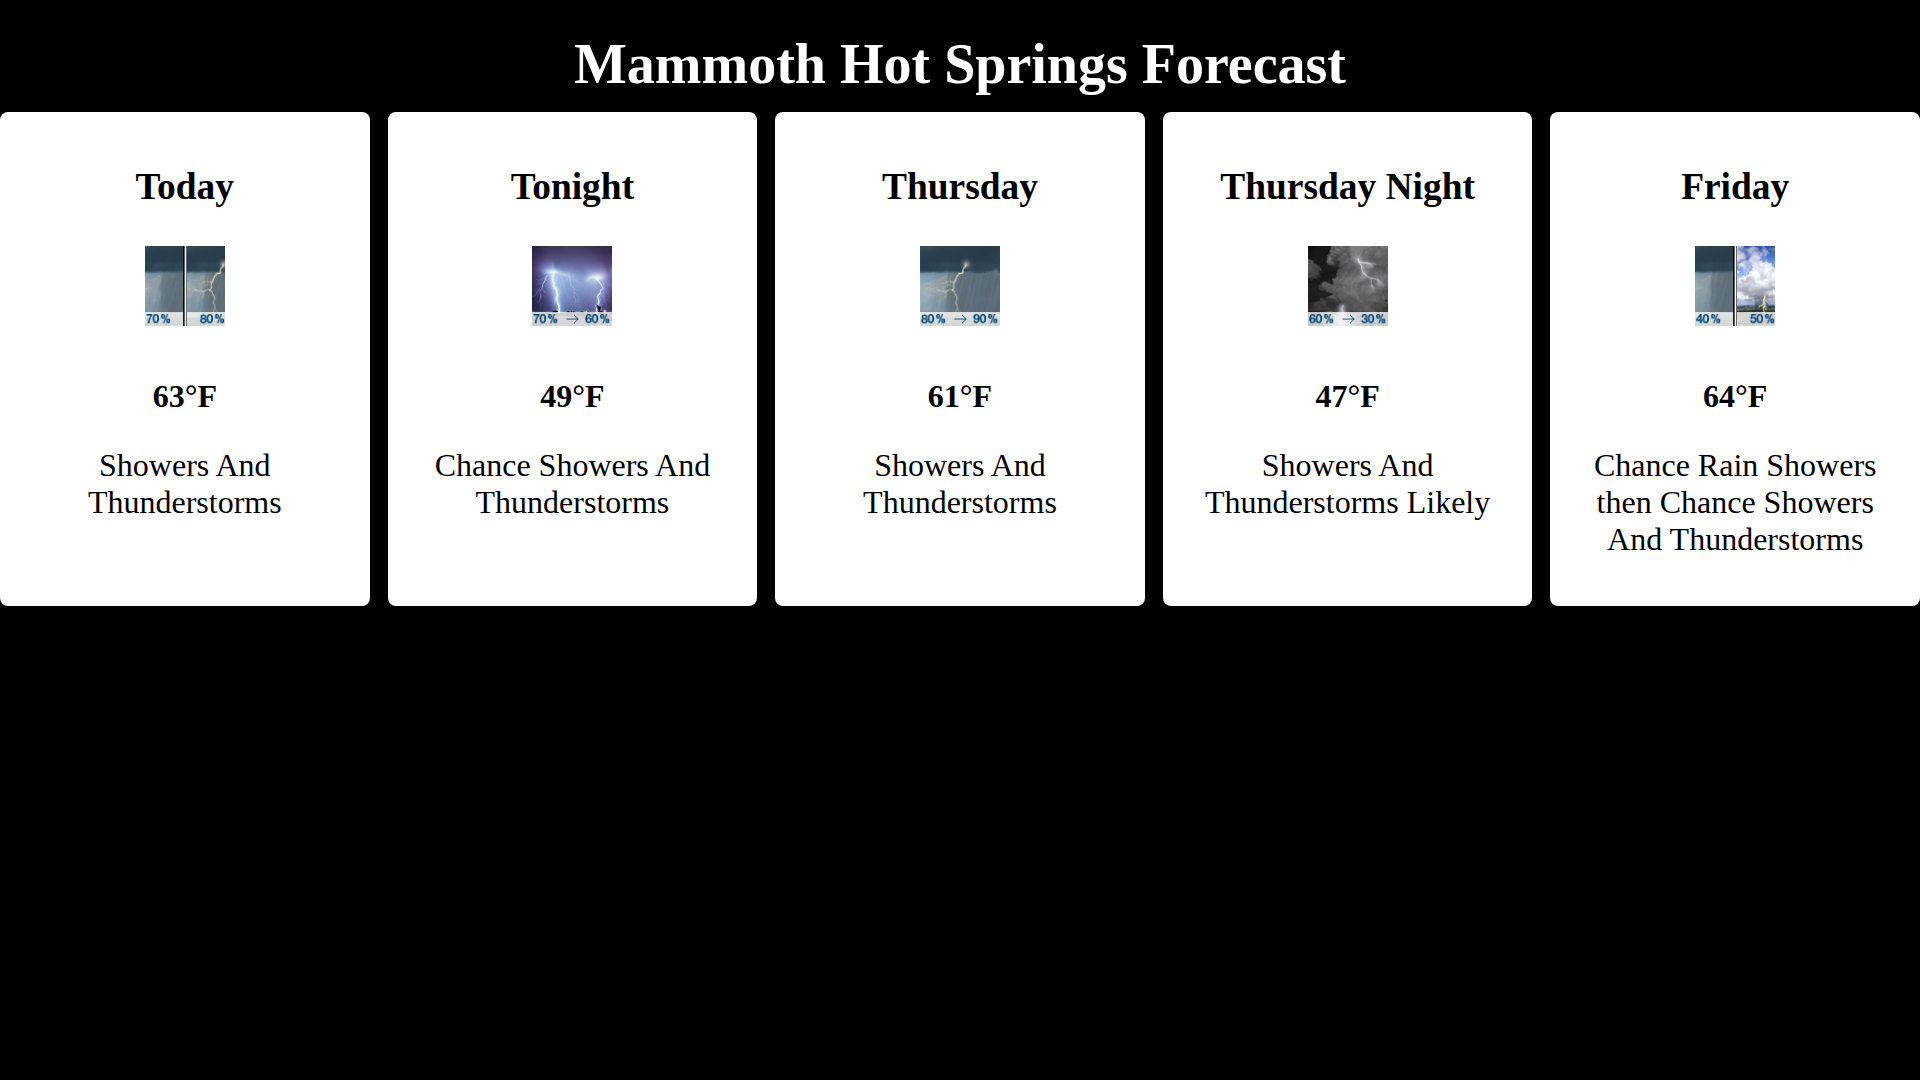 Mammoth Hot Springs Forecast
Today
70% 80%
63°F
Showers And
Thunderstorms
Tonight
70% → 60%
49°F
Chance Showers And
Thunderstorms
Thursday
80% → 90%
61°F
Showers And
Thunderstorms
Thursday Night
60% → 30%
47°F
Showers And
Thunderstorms Likely
Friday
40% 50%
64°F
Chance Rain Showers
then Chance Showers
And Thunderstorms